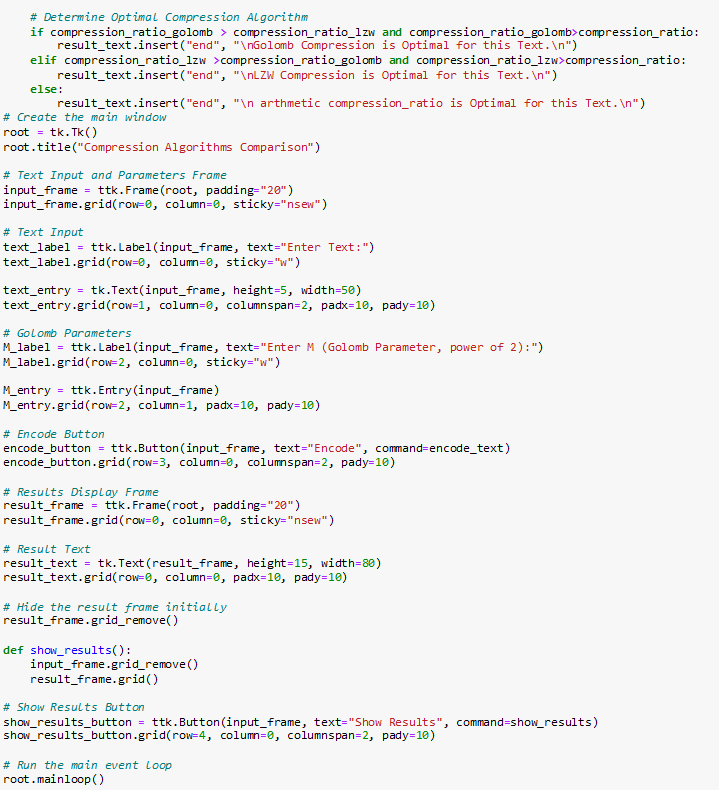 # Determine Optimal Compression Algorithm
    if compression_ratio_golomb > compression_ratio_lzw and compression_ratio_golomb>compression_ratio:
        result_text.insert("end", "\nGolomb Compression is Optimal for this Text.\n")
    elif compression_ratio_lzw >compression_ratio_golomb and compression_ratio_lzw>compression_ratio:
        result_text.insert("end", "\nLZW Compression is Optimal for this Text.\n")
    else:
        result_text.insert("end", "\n arthmetic compression_ratio is Optimal for this Text.\n")
# Create the main window
root = tk.Tk()
root.title("Compression Algorithms Comparison")

# Text Input and Parameters Frame
input_frame = ttk.Frame(root, padding="20")
input_frame.grid(row=0, column=0, sticky="nsew")

# Text Input
text_label = ttk.Label(input_frame, text="Enter Text:")
text_label.grid(row=0, column=0, sticky="w")

text_entry = tk.Text(input_frame, height=5, width=50)
text_entry.grid(row=1, column=0, columnspan=2, padx=10, pady=10)

# Golomb Parameters
M_label = ttk.Label(input_frame, text="Enter M (Golomb Parameter, power of 2):")
M_label.grid(row=2, column=0, sticky="w")

M_entry = ttk.Entry(input_frame)
M_entry.grid(row=2, column=1, padx=10, pady=10)

# Encode Button
encode_button = ttk.Button(input_frame, text="Encode", command=encode_text)
encode_button.grid(row=3, column=0, columnspan=2, pady=10)

# Results Display Frame
result_frame = ttk.Frame(root, padding="20")
result_frame.grid(row=0, column=0, sticky="nsew")

# Result Text
result_text = tk.Text(result_frame, height=15, width=80)
result_text.grid(row=0, column=0, padx=10, pady=10)

# Hide the result frame initially
result_frame.grid_remove()

def show_results():
    input_frame.grid_remove()
    result_frame.grid()

# Show Results Button
show_results_button = ttk.Button(input_frame, text="Show Results", command=show_results)
show_results_button.grid(row=4, column=0, columnspan=2, pady=10)

# Run the main event loop
root.mainloop()